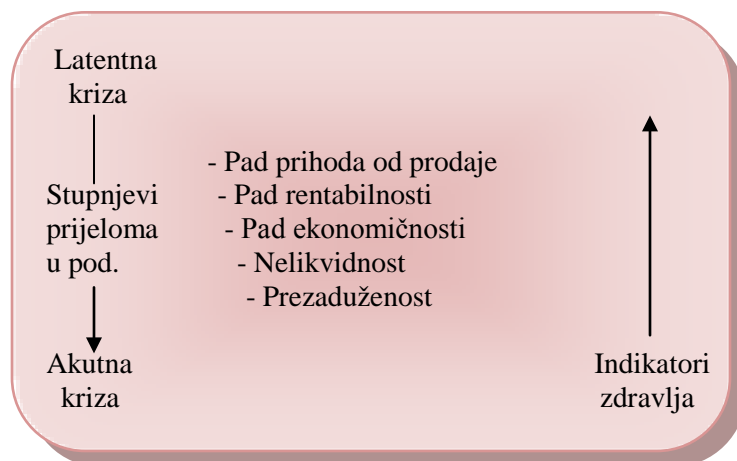 Latentna
kriza
Stupnjevi
prijeloma
u pod.
Akutna
kriza
- Pad prihoda od prodaje
- Pad rentabilnosti
- Pad ekonomičnosti
- Nelikvidnost
- Prezaduženost
Indikatori
zdravlja